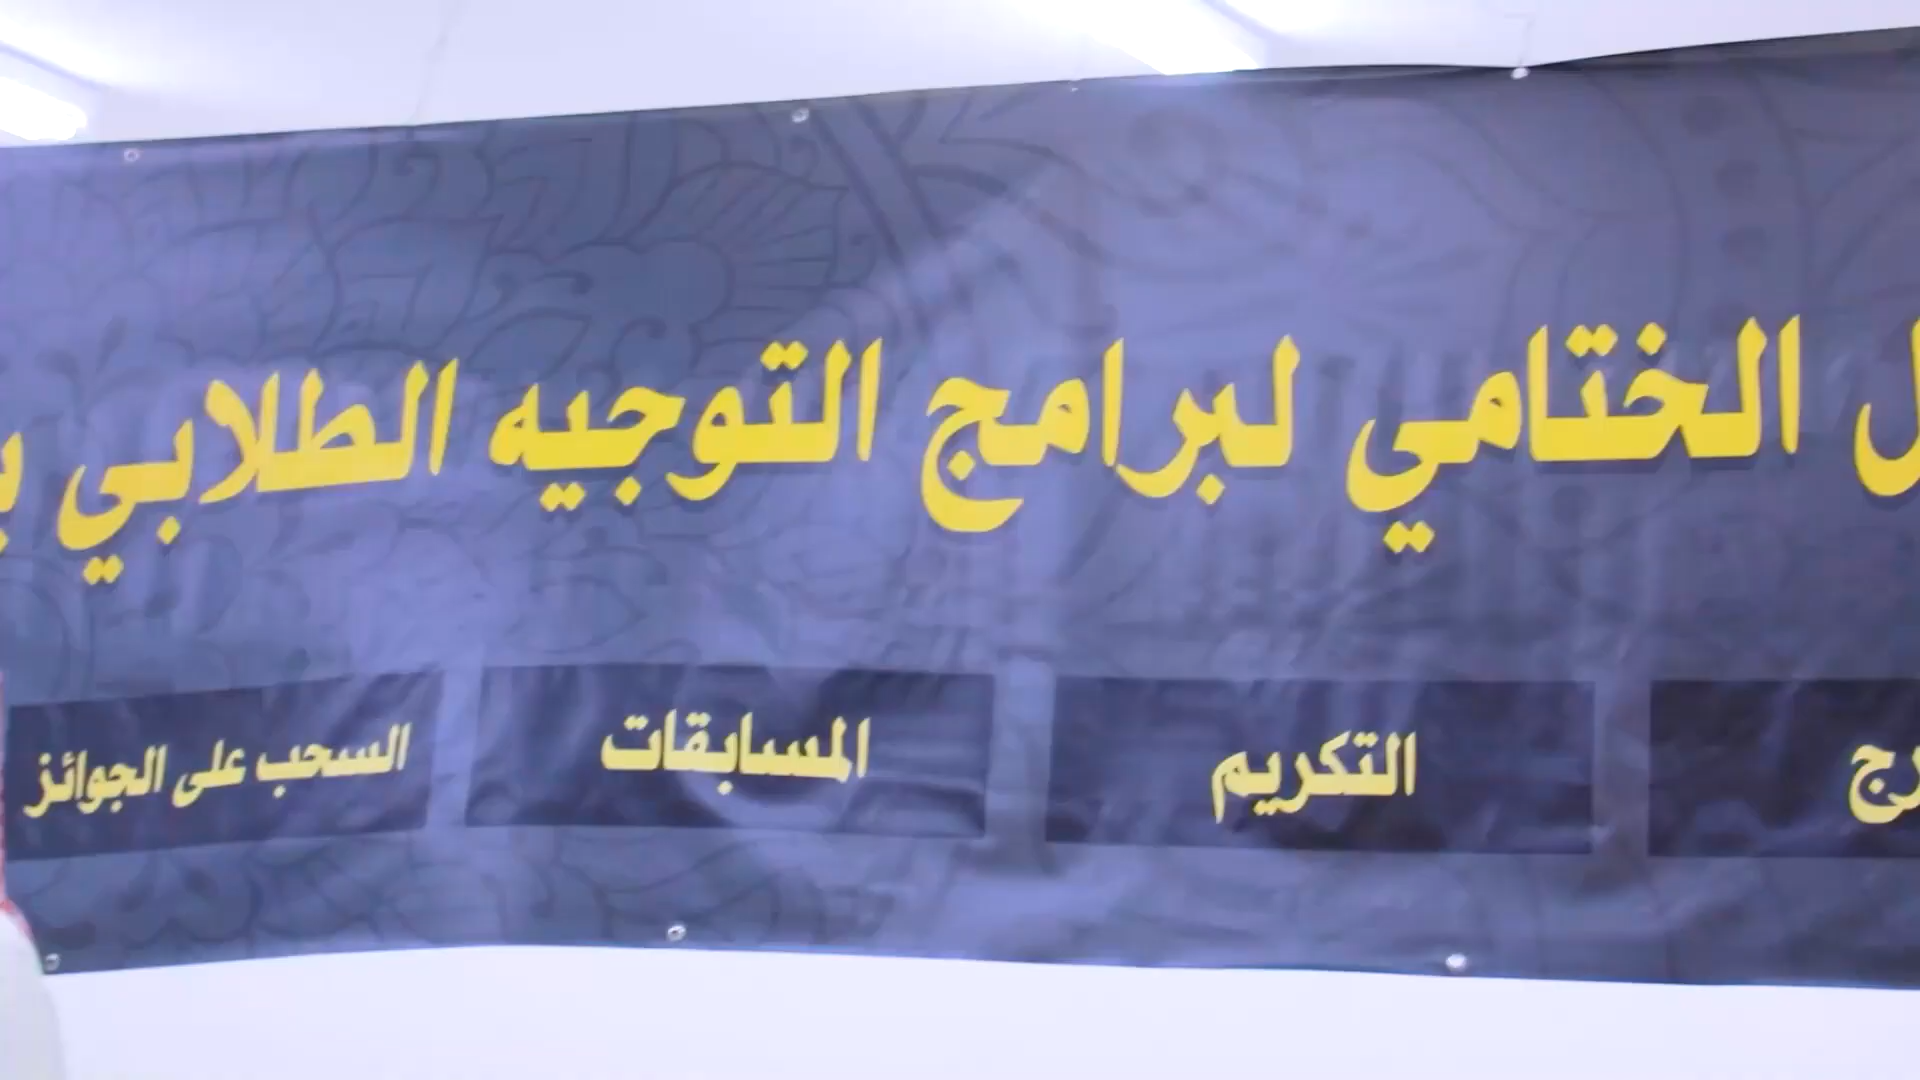 الختامي لبرامج التوجيه الطلابي
التكريم
المسابقات
السحب على الجوائز